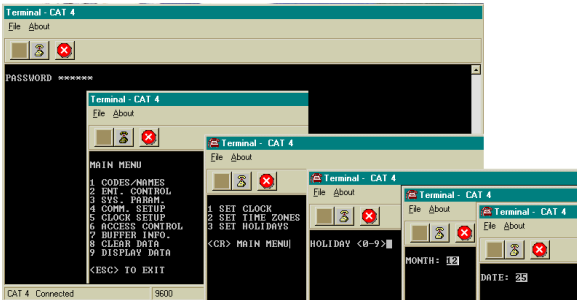 Terminal - CAT 4
File About
PASSWORD ******
Terminal - CAT 4
File About
MAIN MENU
1 CODES/NAMES
2 ENT. CONTROL
3 SYS. PARAM.
4 COMM. SETUP
5 CLOCK SETUP
6 ACCESS CONTROL
7 BUFFER INFO.
8 CLEAR DATA
9 DISPLAY DATA
<ESC> TO EXIT
Terminal - CAT 4
File About
1 SET CLOCK
2 SET TIME ZONES
3 SET HOLIDAYS
<CR> MAIN MENU
Terminal - CAT 4
File About
HOLIDAY <0-9>
Terminal - CAT 4
File About
MONTH: 12
Terminal - CAT 4
File About
DATE: 25
CAT 4 Connected
9600